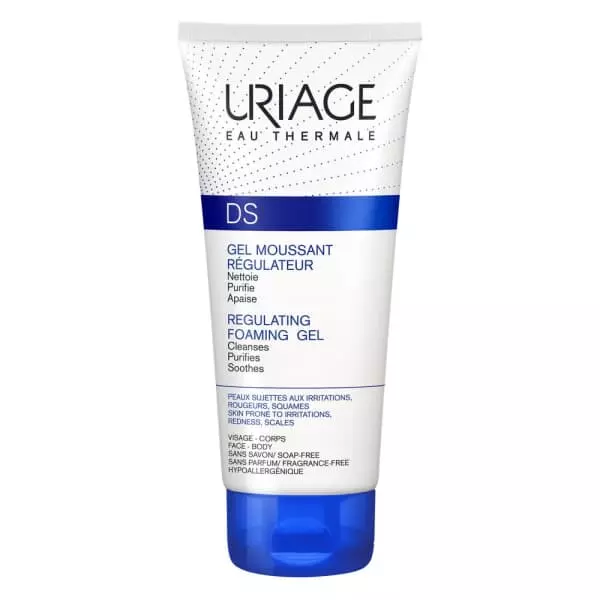 URIAGE
EAU THERMALE
DS
GEL MOUSSANT
RÉGULATEUR
Nettoie
Purifie
Apaise
REGULATING
FOAMING GEL
Cleanses
Purifies
Soothes
PEAUX SUJETTES AUX IRRITATIONS,
ROUGEURS, SQUAMES
SKIN PRONE TO IRRITATIONS,
REDNESS, SCALES
VISAGE - CORPS
FACE - BODY
SANS SAVON/ SOAP-FREE
SANS PARFUM/ FRAGRANCE-FREE
HYPOALLERGÉNIQUE